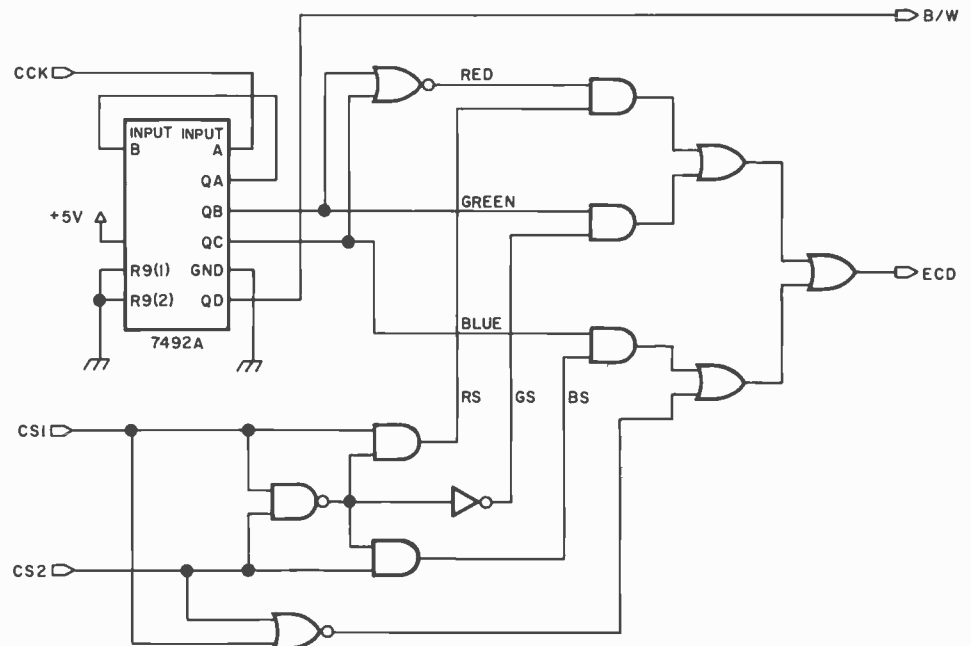 B/W
CCK
RED
INPUT INPUT
B A
QA
+5V
QB
GREEN
QC
R9(1) GND
R9(2) QD
7492A
BLUE
ECD
RS GS BS
CS1
CS2